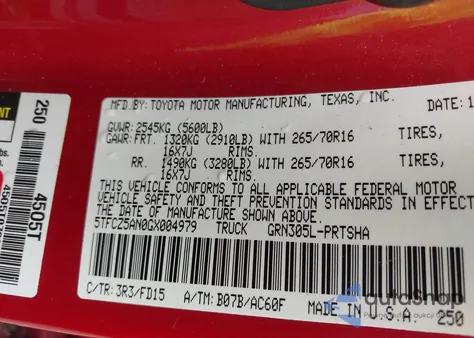 MFD.BY: TOYOTA MOTOR MANUFACTURING, TEXAS, INC. DATE:1
GVWR: 2545KG (5600LB)
GAWR: FRT. 1320KG (2910LB) WITH 265/70R16 TIRES,
16X7J RIMS
RR. 1490KG (3280LB) WITH 265/70R16 TIRES,
16X7J RIMS
THIS VEHICLE CONFORMS TO ALL APPLICABLE FEDERAL MOTOR
VEHICLE SAFETY AND THEFT PREVENTION STANDARDS IN EFFECT
THE DATE OF MANUFACTURE SHOWN ABOVE.
5TFCZ5AN0GX004979 TRUCK GRN305L-PRTSHA
C/TR: 3R3/FD15 A/TM: B07B/AC60F MADE IN U.S.A.
250
250
4505T
autoShop